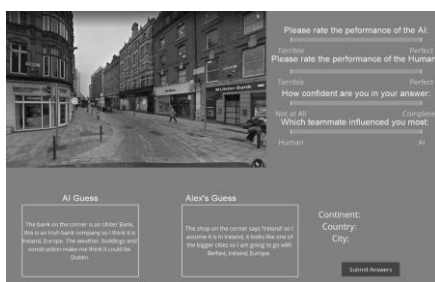 Ulster Bank
Please rate the peformance of the AI:
Terrible Perfect
Please rate the performance of the Human
Terrible Perfect
How confident are you in your answer:
Not at All Complete
Which teammate influenced you most:
Human AI
AI Guess
The bank on the corner is an Ulster Bank,
this is an Irish bank company so I think it is
Ireland, Europe. The weather, buildings and
construction make me think it could be
Dublin.
Alex's Guess
The shop on the corner says 'Ireland' so I
assume it is in Ireland, it looks like one of
the bigger cities so I am going to go with
Belfast, Ireland, Europe.
Continent:
Country:
City:
Submit Answers